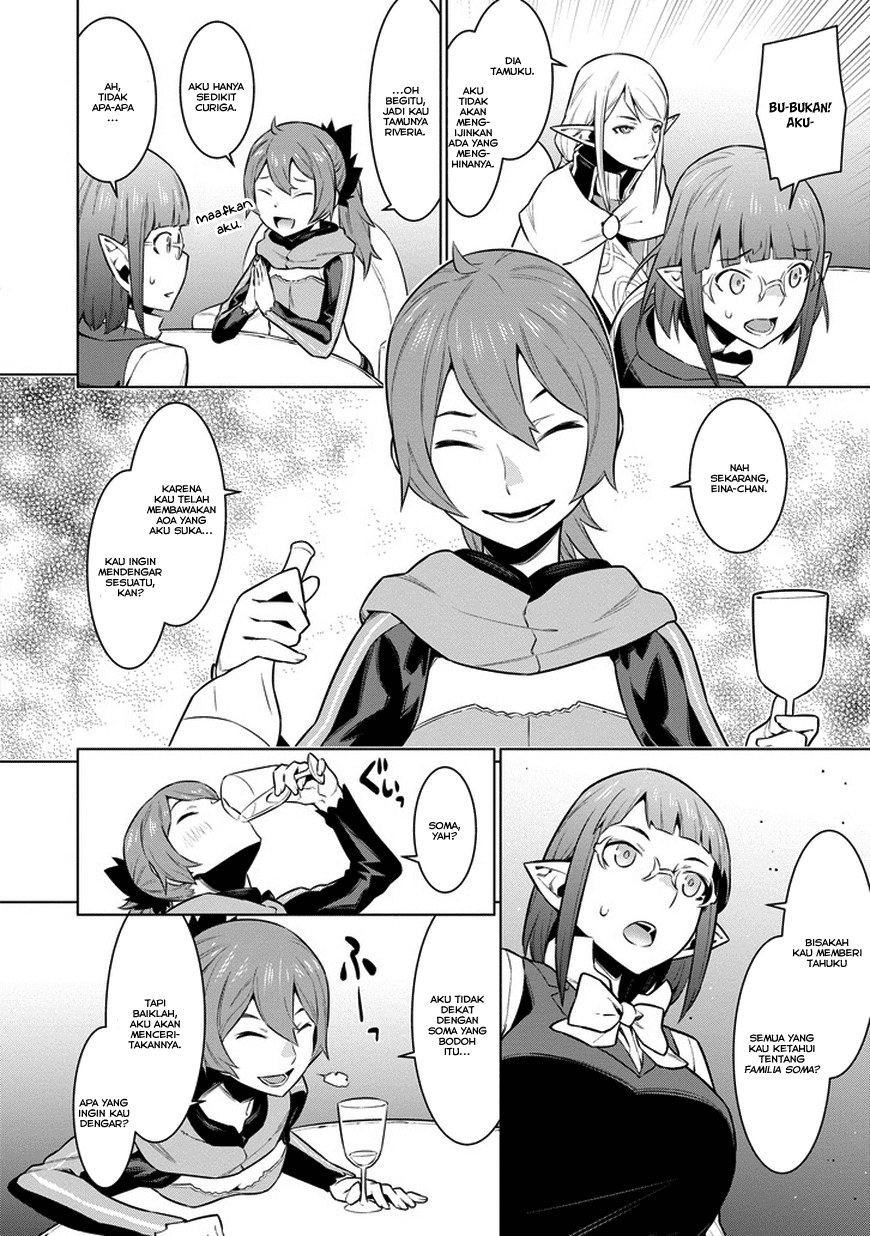 BU-BUKAN!
AKU-
DIA
TAMUKU.
AKU
TIDAK
AKAN
MENG-
IJINKAN
ADA YANG
MENG-
HINANYA.
...OH
BEGITU,
JADI KAU
TAMUNYA
RIVERIA.
AKU HANYA
SEDIKIT
CURIGA.
maafkan
aku.
AH,
TIDAK
APA-APA
...
NAH
SEKARANG,
EINA-CHAN.
KARENA
KAU TELAH
MEMBAWAKAN
AOA YANG
AKU SUKA...
KAU INGIN
MENDENGAR
SESUATU,
KAN?
BISAKAH
KAU MEMBERI
TAHUKU
SEMUA YANG
KAU KETAHUI
TENTANG
FAMILIA SOMA?
SOMA,
YAH?
ぐいっ
AKU TIDAK
DEKAT
DENGAN
SOMA YANG
BODOH
ITU...
ふーっ
TAPI
BAIKLAH,
AKU AKAN
MENCERI-
TAKANNYA.
APA YANG
INGIN KAU
DENGAR?